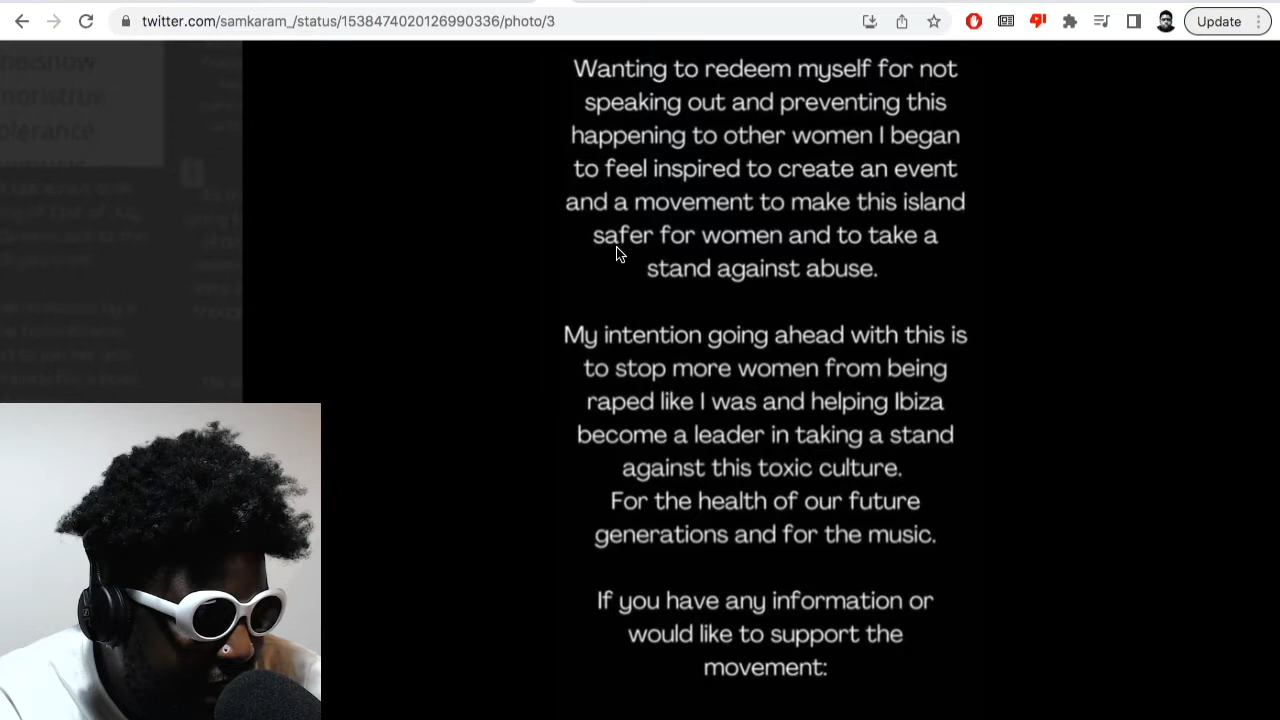 twitter.com/samkaram_/status/1538474020126990336/photo/3
Update
Wanting to redeem myself for not
speaking out and preventing this
happening to other women I began
to feel inspired to create an event
and a movement to make this island
safer for women and to take a
stand against abuse.
My intention going ahead with this is
to stop more women from being
raped like I was and helping Ibiza
become a leader in taking a stand
against this toxic culture.
For the health of our future
generations and for the music.
If you have any information or
would like to support the
movement: